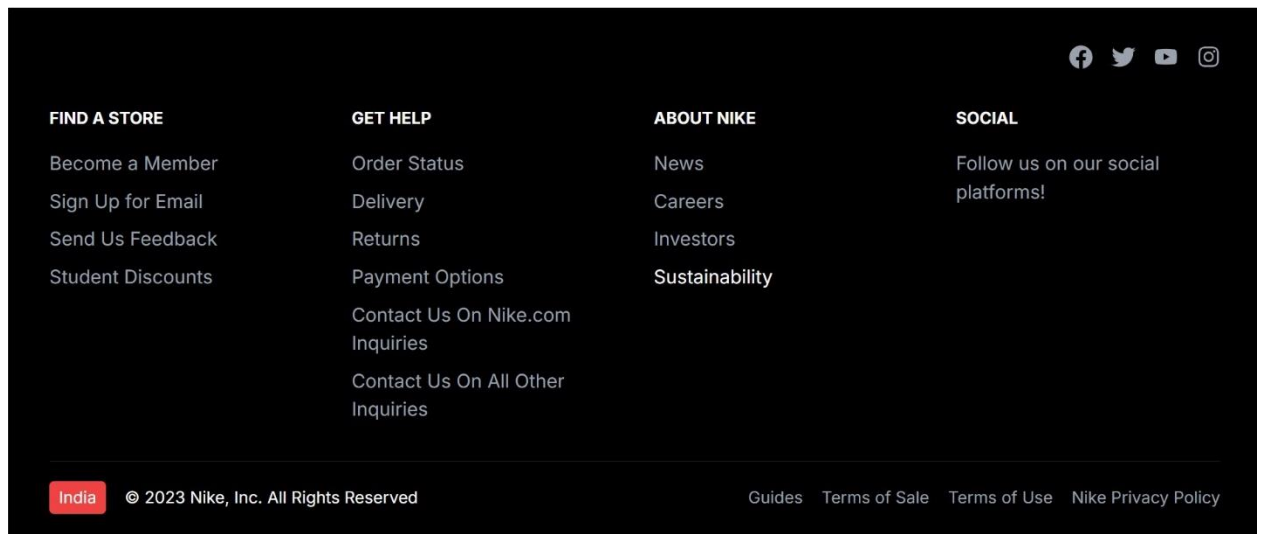 FIND A STORE
Become a Member
Sign Up for Email
Send Us Feedback
Student Discounts
GET HELP
Order Status
Delivery
Returns
Payment Options
Contact Us On Nike.com
Inquiries
Contact Us On All Other
Inquiries
ABOUT NIKE
News
Careers
Investors
Sustainability
SOCIAL
Follow us on our social
platforms!
India
© 2023 Nike, Inc. All Rights Reserved
Guides
Terms of Sale
Terms of Use
Nike Privacy Policy